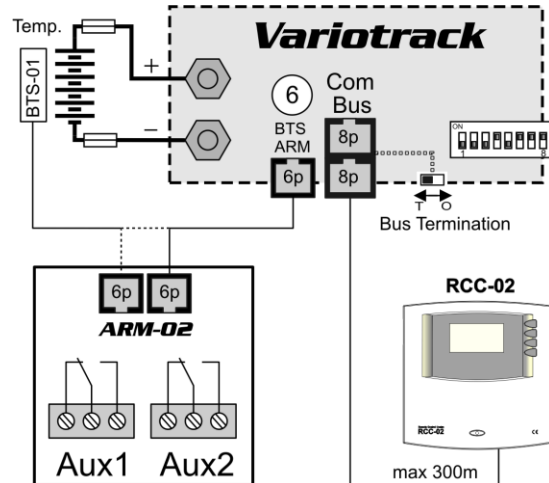 Temp.
Variotrack
BTS-01
+
−
6
Com
Bus
BTS
ARM
6p
8p
8p
ON
1
8
T O
Bus Termination
6p 6p
ARM-02
RCC-02
RCC-02
CE
Aux1 Aux2
max 300m